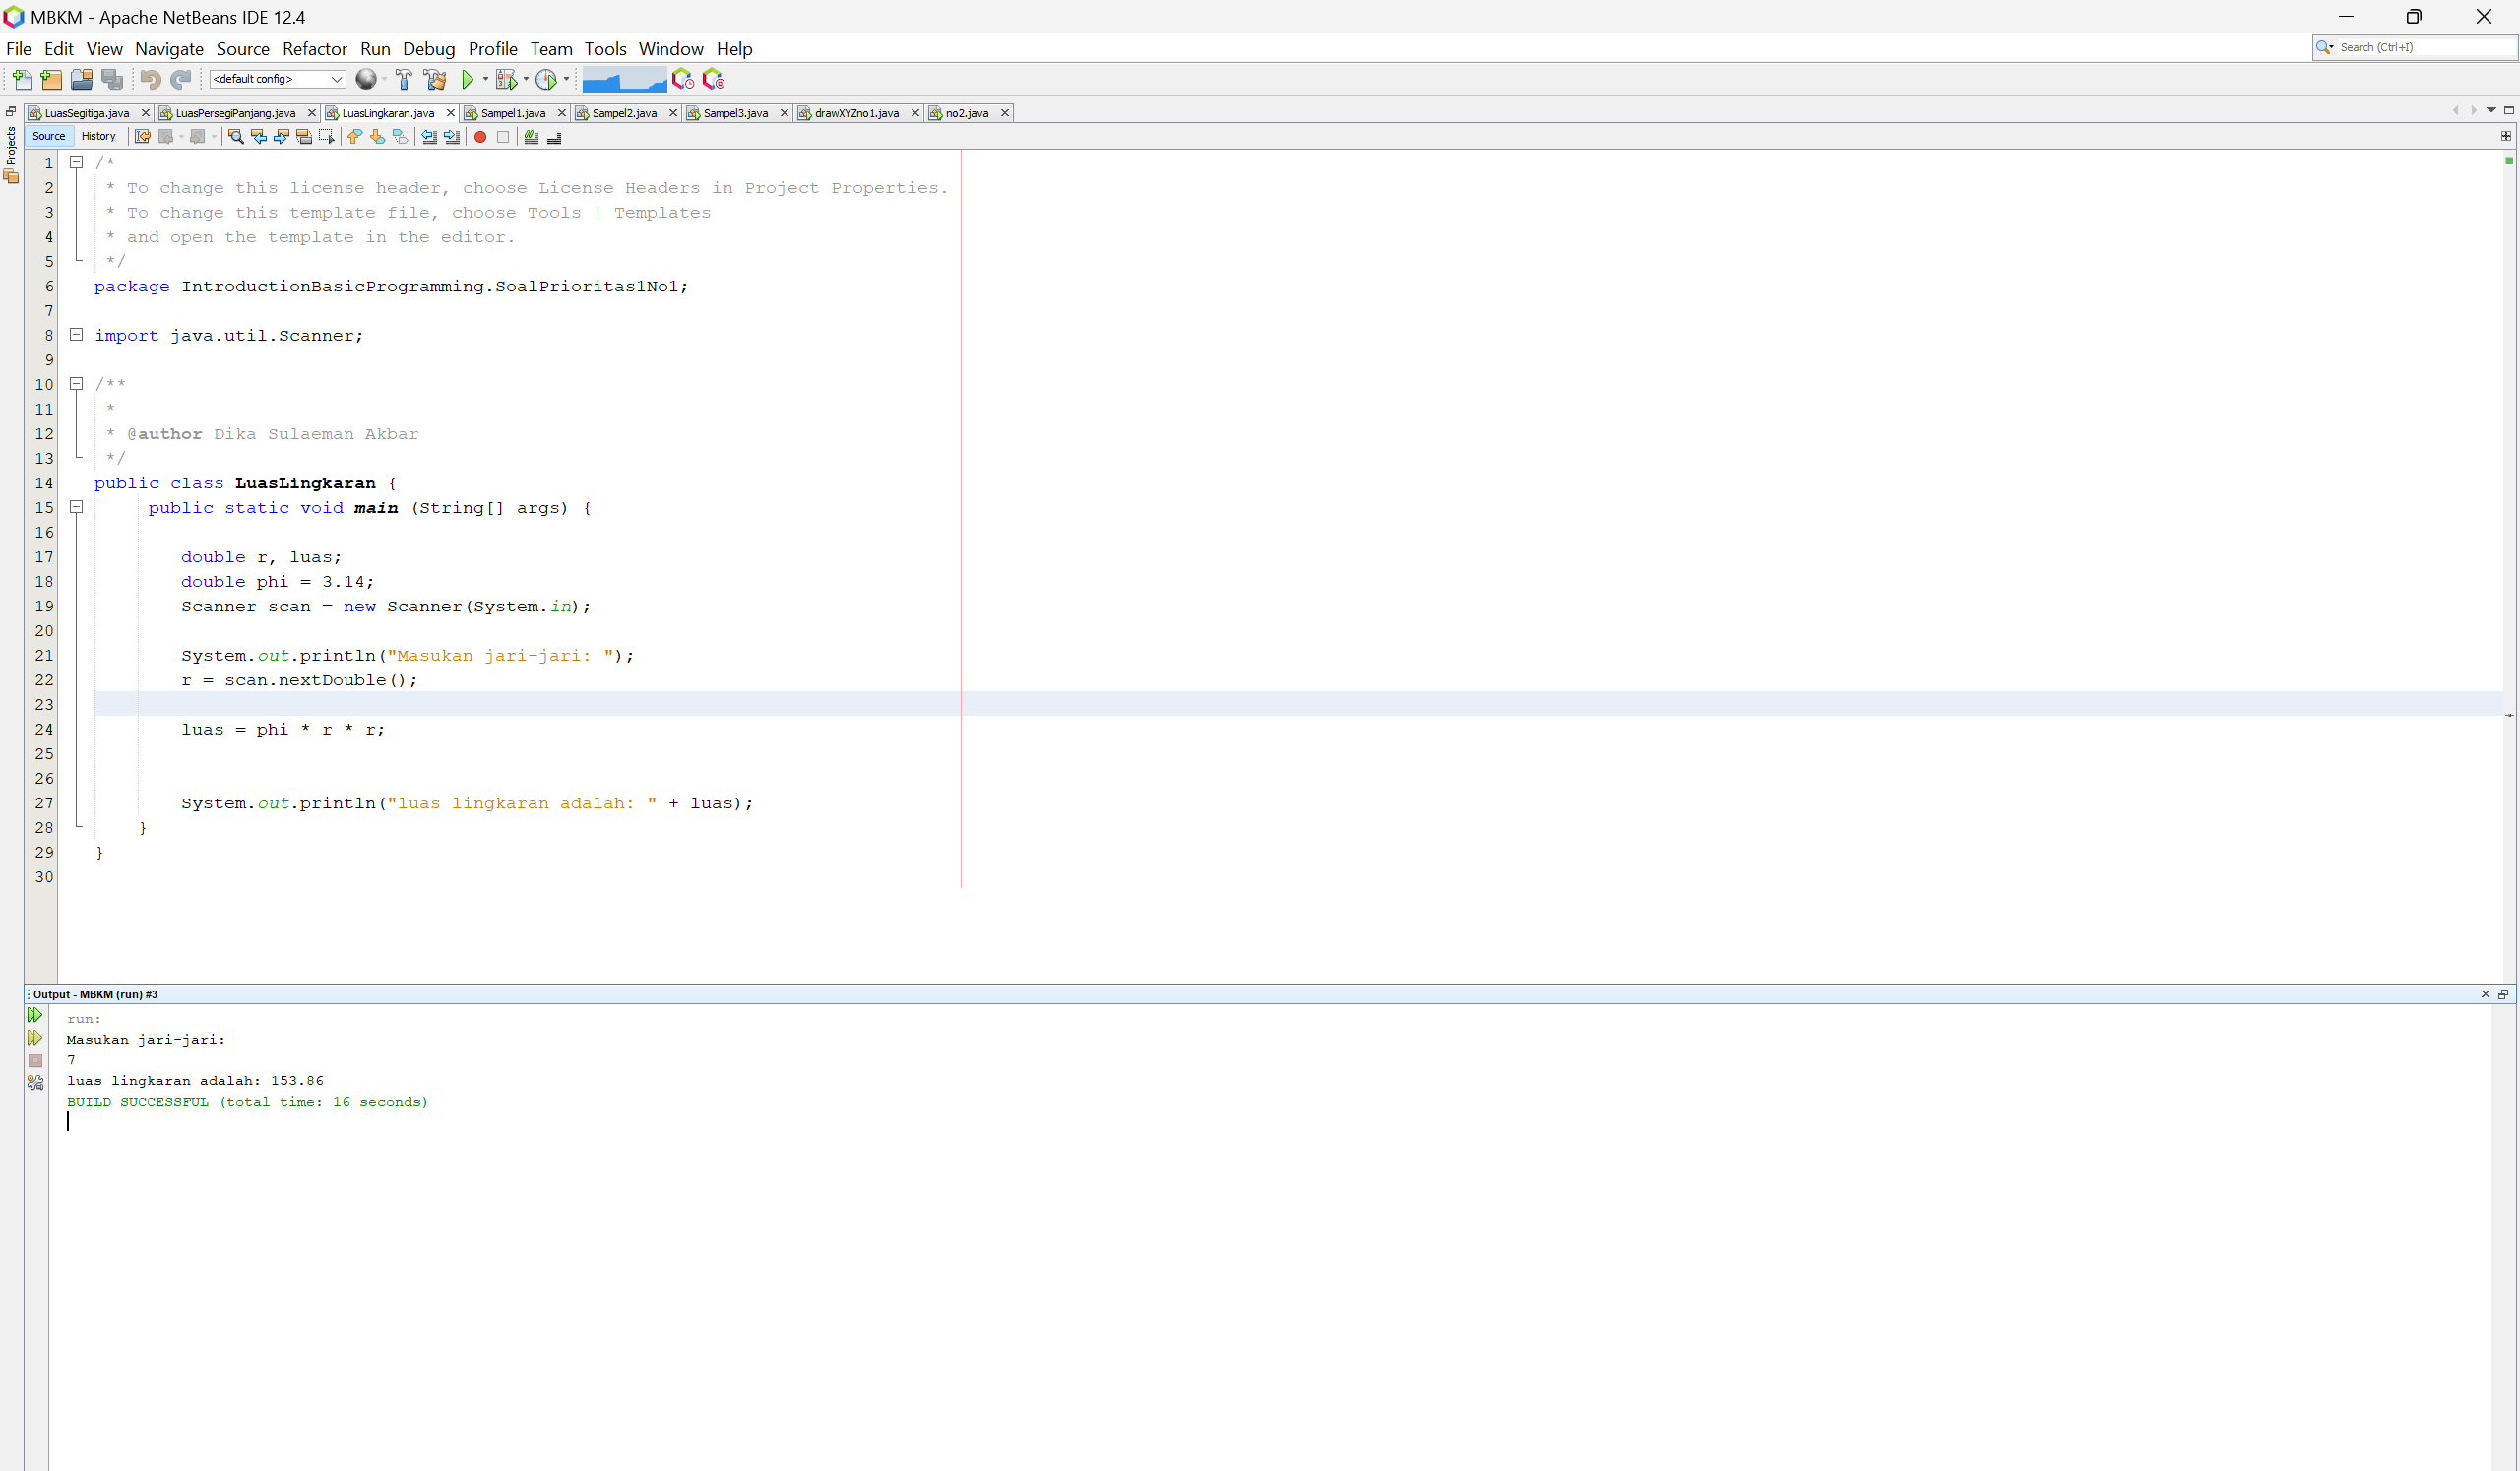 MBKM - Apache NetBeans IDE 12.4
File Edit View Navigate Source Refactor Run Debug Profile Team Tools Window Help
Search (Ctrl+I)
<default config>
LuasSegitiga.java LuasPersegiPanjang.java LuasLingkaran.java Sampel1.java Sampel2.java Sampel3.java drawXYZno1.java no2.java
Projects
Source History
1 /*
2 * To change this license header, choose License Headers in Project Properties.
3 * To change this template file, choose Tools | Templates
4 * and open the template in the editor.
5 */
6 package IntroductionBasicProgramming.SoalPrioritas1No1;
7
8 import java.util.Scanner;
9
10 /**
11 *
12 * @author Dika Sulaeman Akbar
13 */
14 public class LuasLingkaran {
15 public static void main (String[] args) {
16
17 double r, luas;
18 double phi = 3.14;
19 Scanner scan = new Scanner(System.in);
20
21 System.out.println("Masukan jari-jari: ");
22 r = scan.nextDouble();
23
24 luas = phi * r * r;
25
26
27 System.out.println("luas lingkaran adalah: " + luas);
28 }
29 }
30
Output - MBKM (run) #3
run:
Masukan jari-jari:
7
luas lingkaran adalah: 153.86
BUILD SUCCESSFUL (total time: 16 seconds)